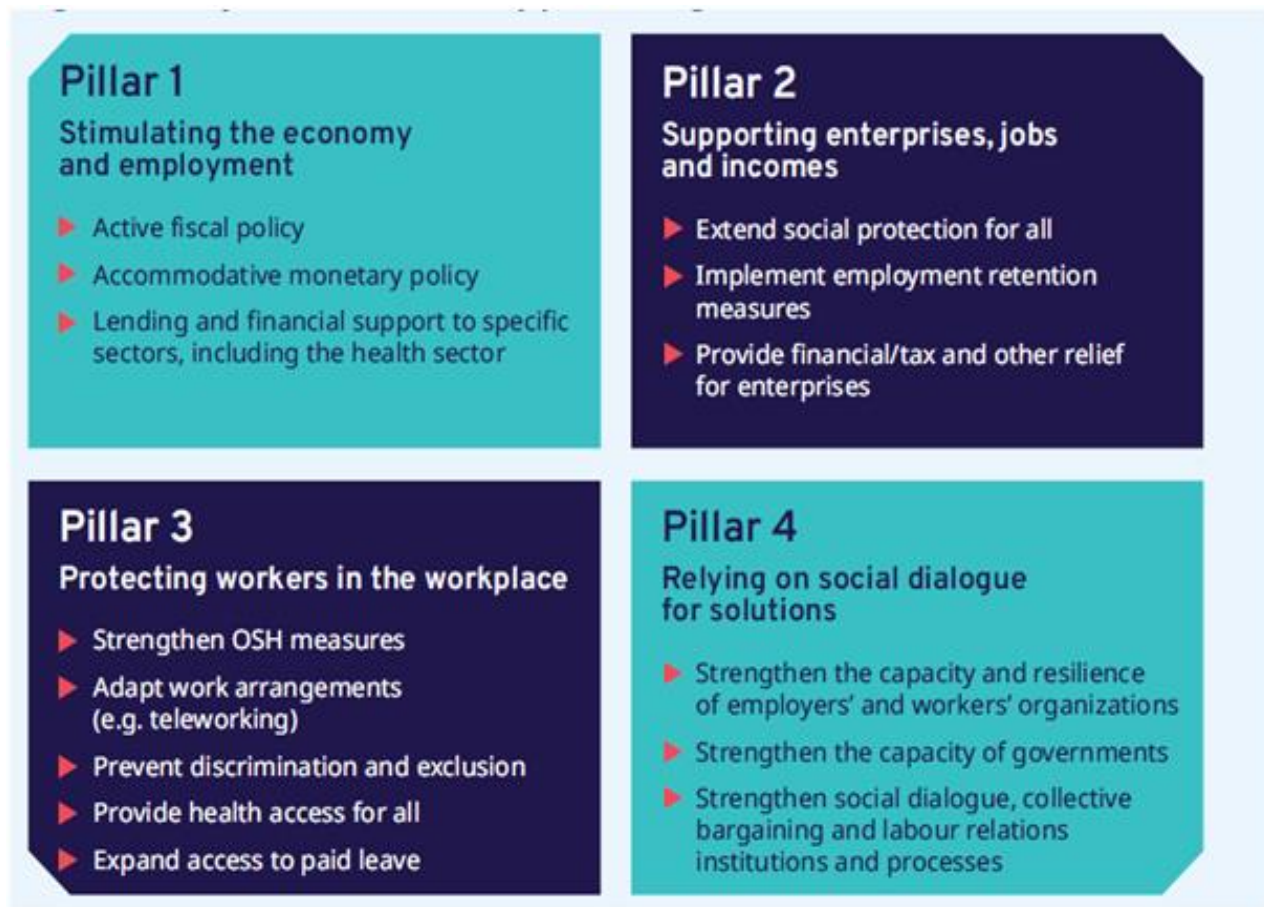 Pillar 1
Stimulating the economy
and employment
Active fiscal policy
Accommodative monetary policy
Lending and financial support to specific
sectors, including the health sector
Pillar 2
Supporting enterprises, jobs
and incomes
Extend social protection for all
Implement employment retention
measures
Provide financial/tax and other relief
for enterprises
Pillar 3
Protecting workers in the workplace
Strengthen OSH measures
Adapt work arrangements
(e.g. teleworking)
Prevent discrimination and exclusion
Provide health access for all
Expand access to paid leave
Pillar 4
Relying on social dialogue
for solutions
Strengthen the capacity and resilience
of employers’ and workers’ organizations
Strengthen the capacity of governments
Strengthen social dialogue, collective
bargaining and labour relations
institutions and processes